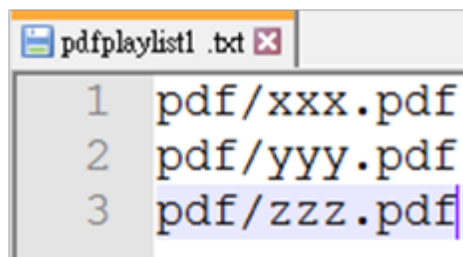 pdfplaylist1 .txt
1 pdf/xxx.pdf
2 pdf/yyy.pdf
3 pdf/zzz.pdf